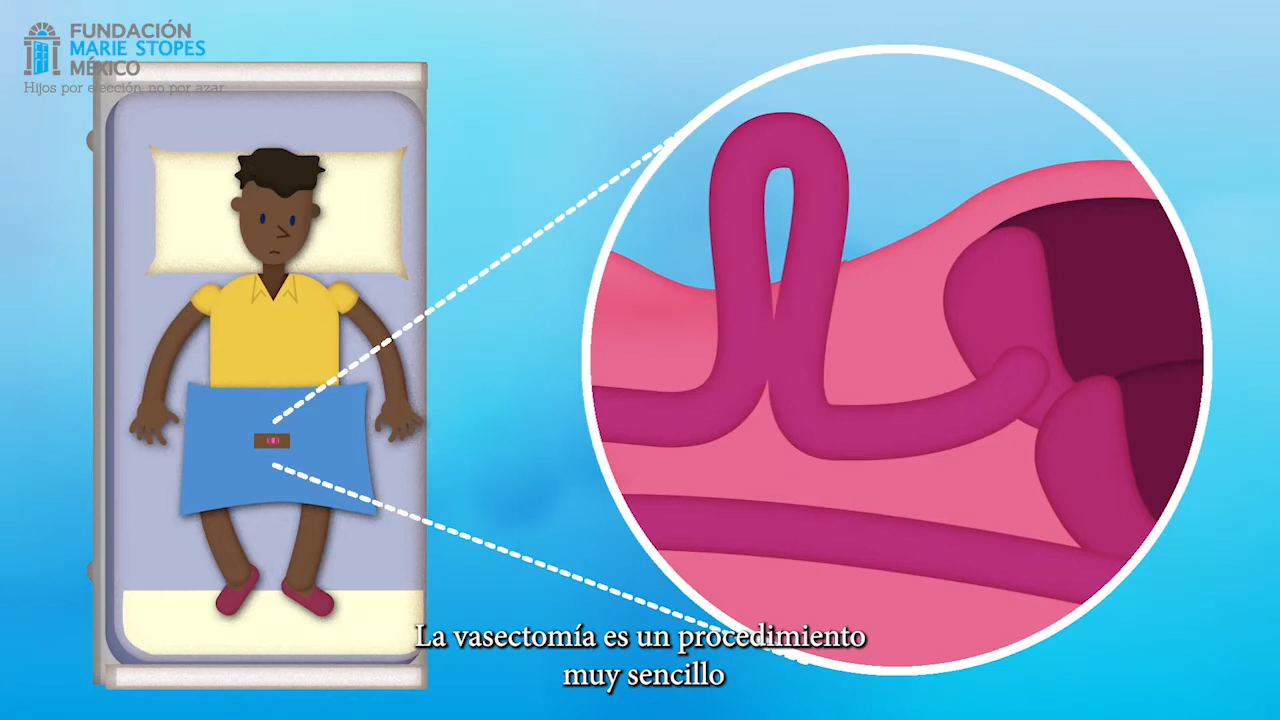 FUNDACIÓN
MARIE STOPES
MÉXICO
Hijos por elección, no por azar
La vasectomía es un procedimiento
muy sencillo